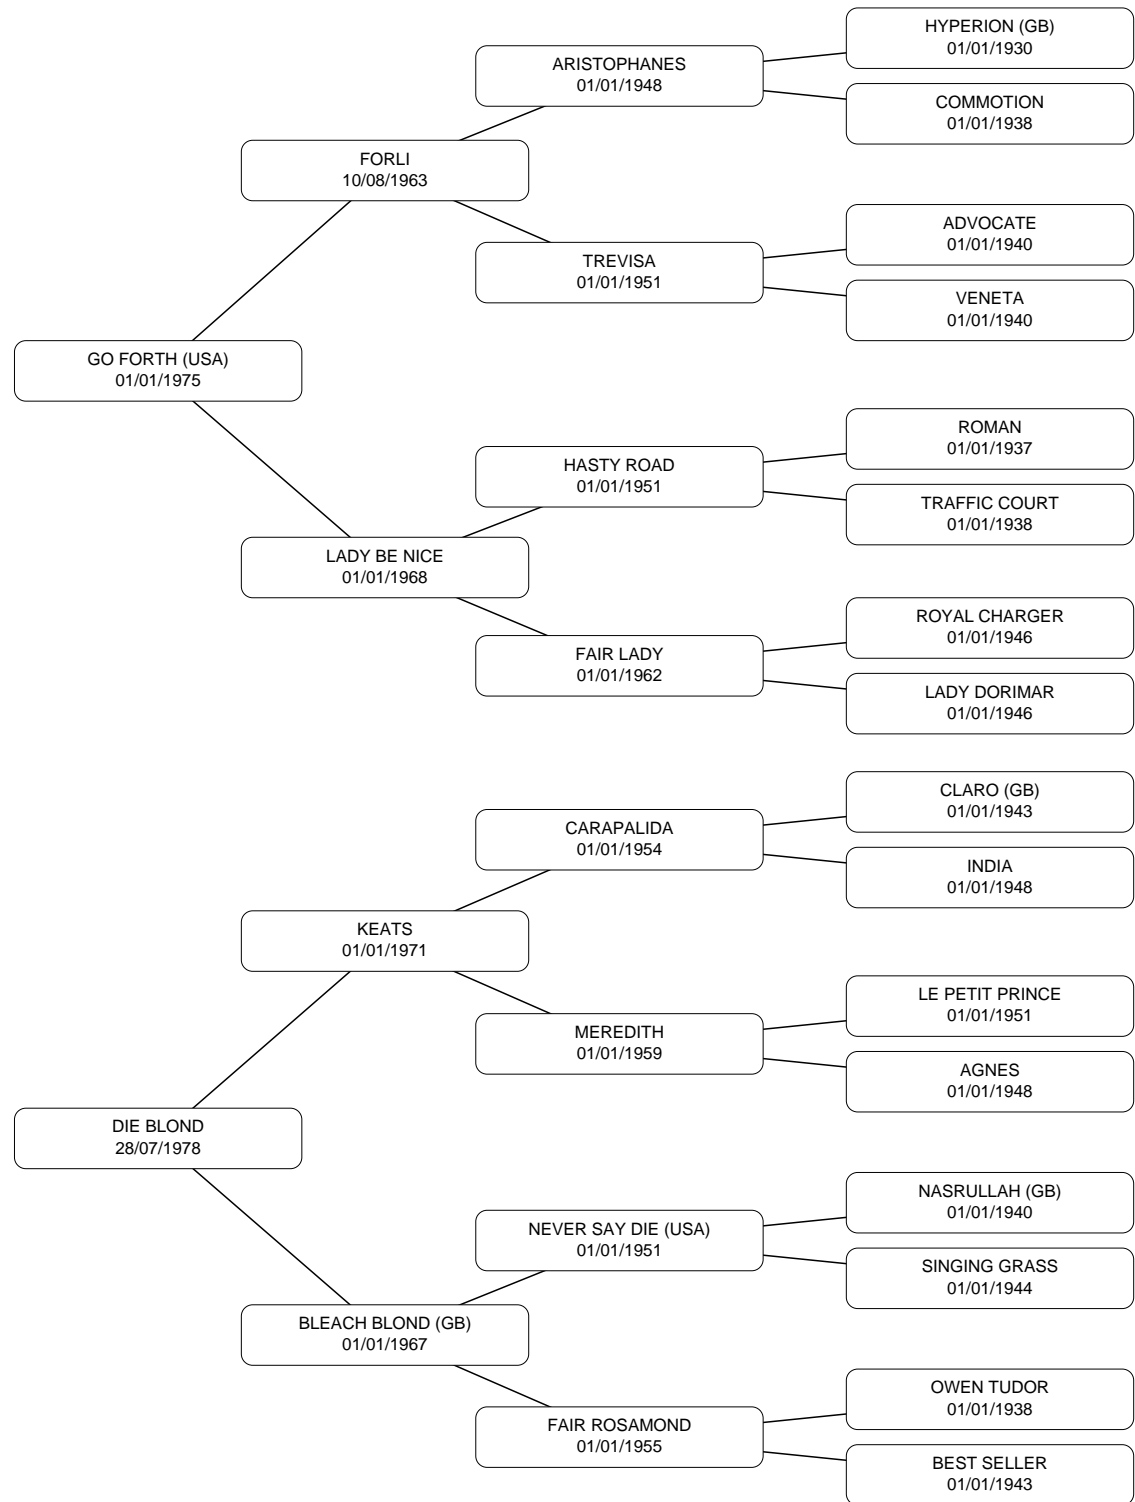 HYPERION (GB)
01/01/1930
ARISTOPHANES
01/01/1948
COMMOTION
01/01/1938
FORLI
10/08/1963
ADVOCATE
01/01/1940
TREVISA
01/01/1951
VENETA
01/01/1940
GO FORTH (USA)
01/01/1975
ROMAN
01/01/1937
HASTY ROAD
01/01/1951
TRAFFIC COURT
01/01/1938
LADY BE NICE
01/01/1968
ROYAL CHARGER
01/01/1946
FAIR LADY
01/01/1962
LADY DORIMAR
01/01/1946
CLARO (GB)
01/01/1943
CARAPALIDA
01/01/1954
INDIA
01/01/1948
KEATS
01/01/1971
LE PETIT PRINCE
01/01/1951
MEREDITH
01/01/1959
AGNES
01/01/1948
DIE BLOND
28/07/1978
NASRULLAH (GB)
01/01/1940
NEVER SAY DIE (USA)
01/01/1951
SINGING GRASS
01/01/1944
BLEACH BLOND (GB)
01/01/1967
OWEN TUDOR
01/01/1938
FAIR ROSAMOND
01/01/1955
BEST SELLER
01/01/1943